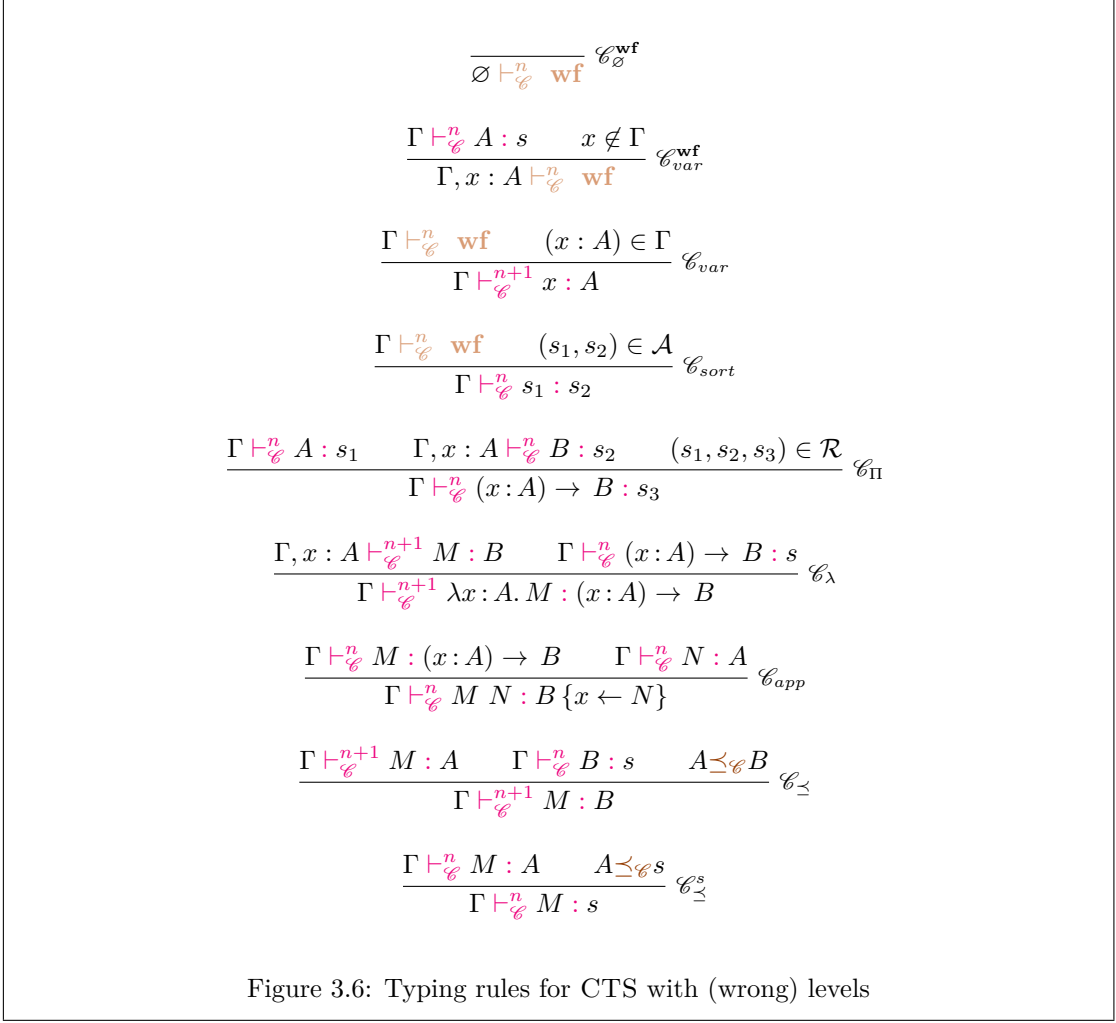 ∅ ⊢ⁿ_𝒞 wf 𝒞^wf_∅
Γ ⊢ⁿ_𝒞 A : s x ∉ Γ
Γ, x : A ⊢ⁿ_𝒞 wf 𝒞^wf_var
Γ ⊢ⁿ_𝒞 wf (x : A) ∈ Γ
Γ ⊢ⁿ⁺¹_𝒞 x : A 𝒞_var
Γ ⊢ⁿ_𝒞 wf (s₁, s₂) ∈ 𝒜
Γ ⊢ⁿ_𝒞 s₁ : s₂ 𝒞_sort
Γ ⊢ⁿ_𝒞 A : s₁ Γ, x : A ⊢ⁿ_𝒞 B : s₂ (s₁, s₂, s₃) ∈ ℛ
Γ ⊢ⁿ_𝒞 (x : A) → B : s₃ 𝒞_Π
Γ, x : A ⊢ⁿ⁺¹_𝒞 M : B Γ ⊢ⁿ_𝒞 (x : A) → B : s
Γ ⊢ⁿ⁺¹_𝒞 λx : A. M : (x : A) → B 𝒞_λ
Γ ⊢ⁿ_𝒞 M : (x : A) → B Γ ⊢ⁿ_𝒞 N : A
Γ ⊢ⁿ_𝒞 M N : B {x ← N} 𝒞_app
Γ ⊢ⁿ⁺¹_𝒞 M : A Γ ⊢ⁿ_𝒞 B : s A ⪯_𝒞 B
Γ ⊢ⁿ⁺¹_𝒞 M : B 𝒞_⪯
Γ ⊢ⁿ_𝒞 M : A A ⪯_𝒞 s
Γ ⊢ⁿ_𝒞 M : s 𝒞^s_⪯
Figure 3.6: Typing rules for CTS with (wrong) levels